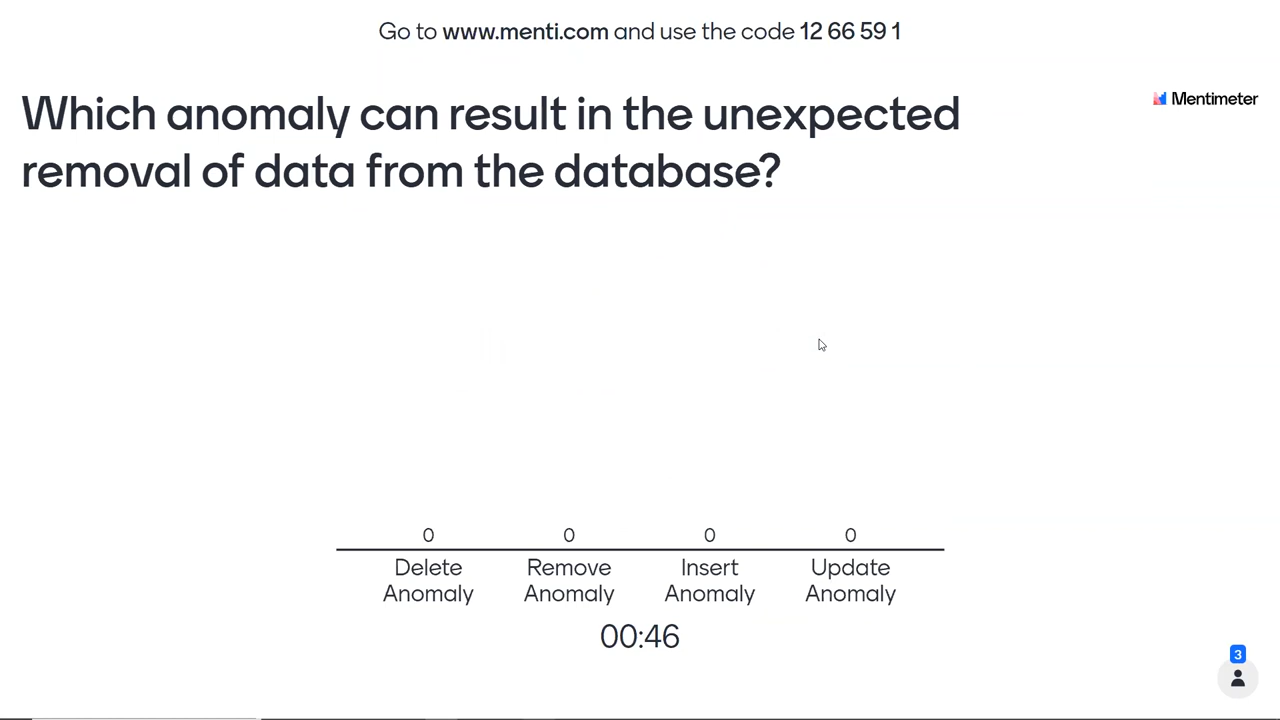 Go to www.menti.com and use the code 12 66 59 1
Mentimeter
Which anomaly can result in the unexpected
removal of data from the database?
0 0 0 0
Delete Remove Insert Update
Anomaly Anomaly Anomaly Anomaly
00:46
3